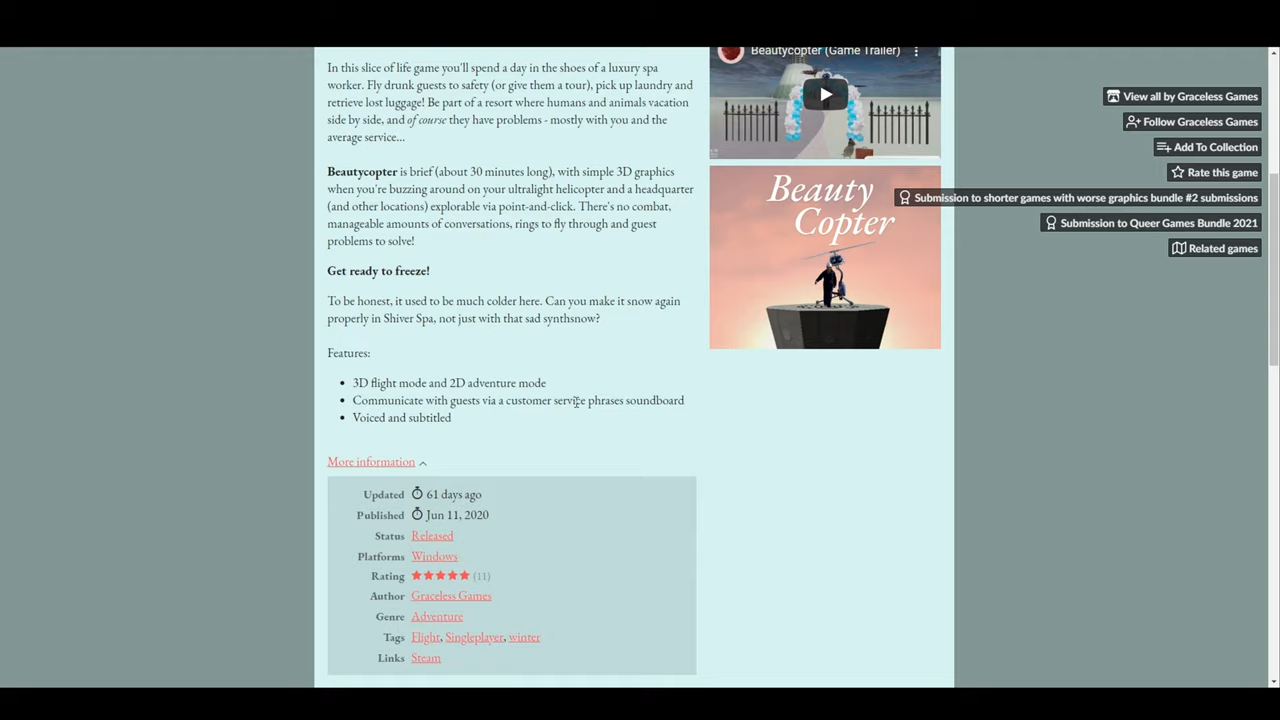 In this slice of life game you'll spend a day in the shoes of a luxury spa
worker. Fly drunk guests to safety (or give them a tour), pick up laundry and
retrieve lost luggage! Be part of a resort where humans and animals vacation
side by side, and of course they have problems - mostly with you and the
average service...
Beautycopter is brief (about 30 minutes long), with simple 3D graphics
when you're buzzing around on your ultralight helicopter and a headquarter
(and other locations) explorable via point-and-click. There's no combat,
manageable amounts of conversations, rings to fly through and guest
problems to solve!
Get ready to freeze!
To be honest, it used to be much colder here. Can you make it snow again
properly in Shiver Spa, not just with that sad synthsnow?
Features:
3D flight mode and 2D adventure mode
Communicate with guests via a customer service phrases soundboard
Voiced and subtitled
More information
Updated 61 days ago
Published Jun 11, 2020
Status Released
Platforms Windows
Rating (11)
Author Graceless Games
Genre Adventure
Tags Flight, Singleplayer, winter
Links Steam
Beautycopter (Game Trailer)
Beauty
Copter
View all by Graceless Games
Follow Graceless Games
Add To Collection
Rate this game
Submission to shorter games with worse graphics bundle #2 submissions
Submission to Queer Games Bundle 2021
Related games